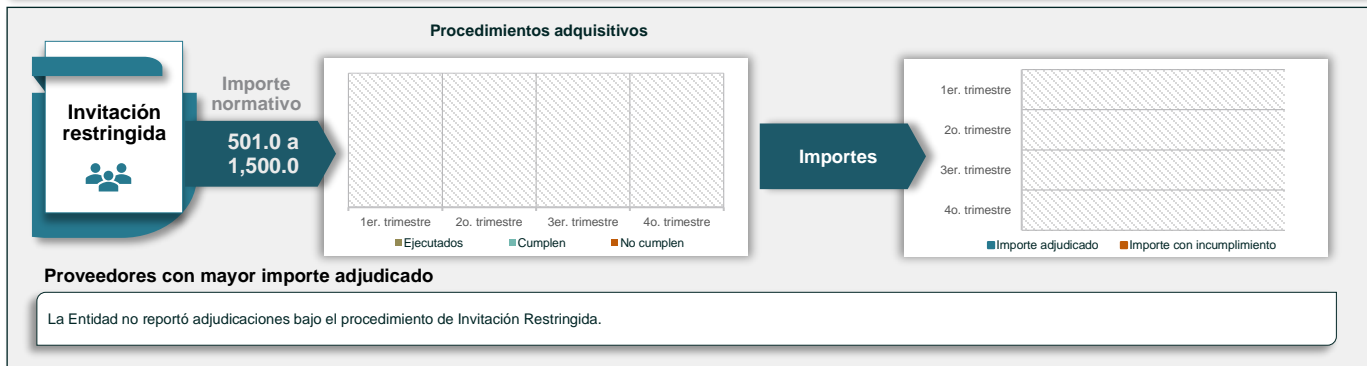 Procedimientos adquisitivos
Invitación
restringida
Importe
normativo
501.0 a
1,500.0
1er. trimestre 2o. trimestre 3er. trimestre 4o. trimestre
Ejecutados Cumplen No cumplen
Importes
1er. trimestre
2o. trimestre
3er. trimestre
4o. trimestre
Importe adjudicado Importe con incumplimiento
Proveedores con mayor importe adjudicado
La Entidad no reportó adjudicaciones bajo el procedimiento de Invitación Restringida.